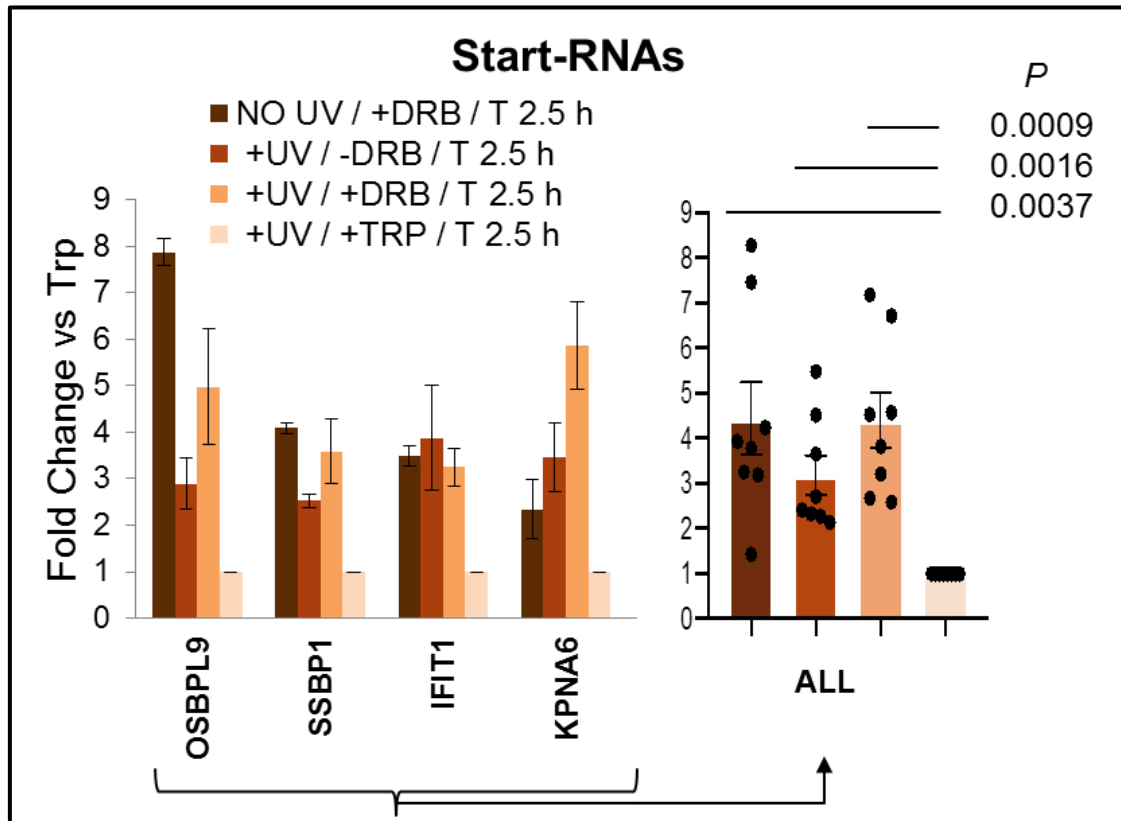 Start-RNAs
NO UV / +DRB / T 2.5 h
+UV / -DRB / T 2.5 h
+UV / +DRB / T 2.5 h
+UV / +TRP / T 2.5 h
P
0.0009
0.0016
0.0037
Fold Change vs Trp
9
8
7
6
5
4
3
2
1
0
OSBPL9
SSBP1
IFIT1
KPNA6
9
8
7
6
5
4
3
2
1
0
ALL